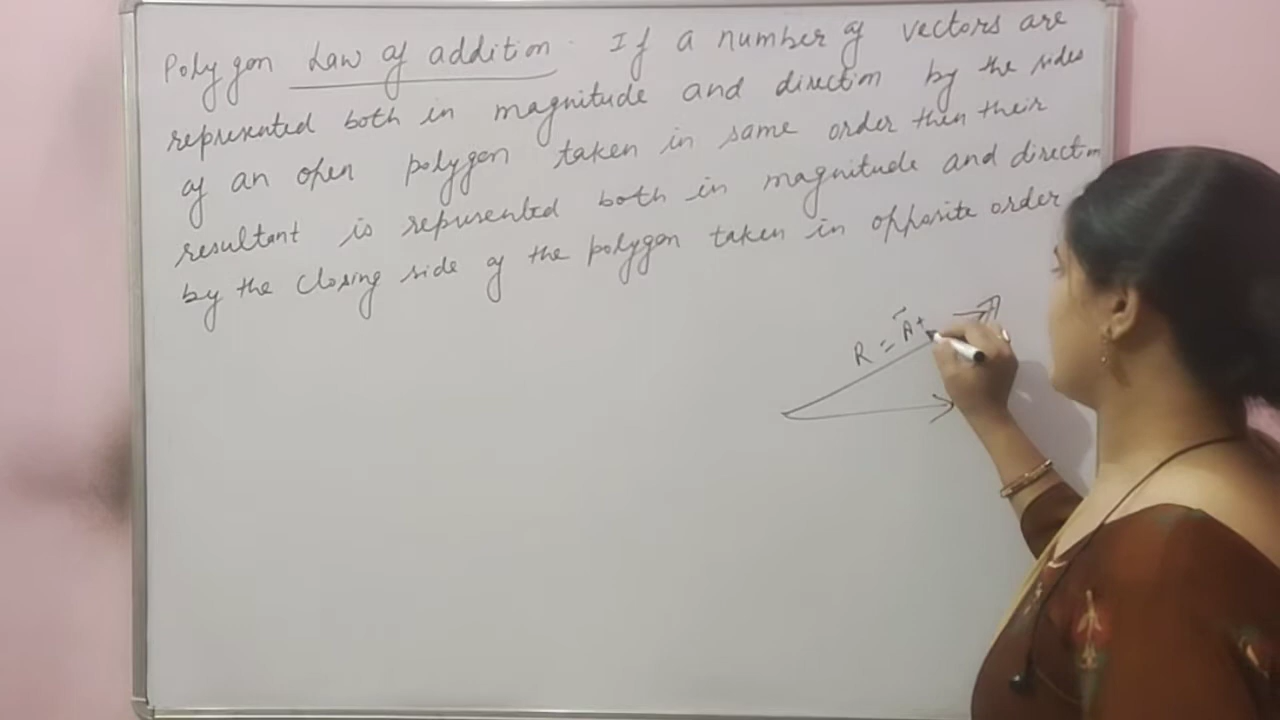 Polygon Law of addition. If a number of vectors are
represented both in magnitude and direction by the sides
of an open polygon taken in same order then their
resultant is represented both in magnitude and direction
by the closing side of the polygon taken in opposite order
R = A⃗ +